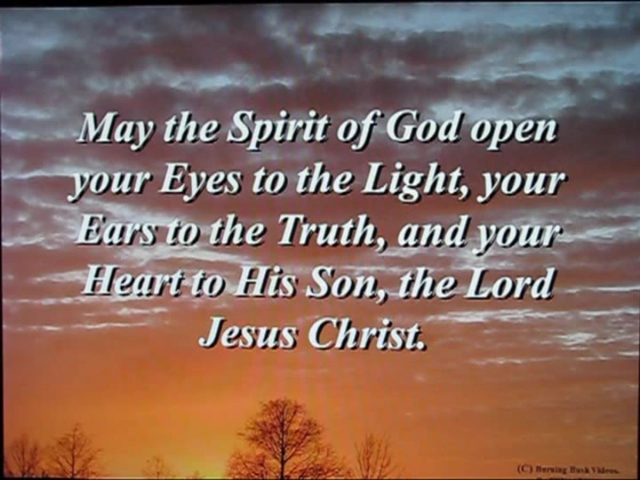 May the Spirit of God open
your Eyes to the Light, your
Ears to the Truth, and your
Heart to His Son, the Lord
Jesus Christ.
(C) Burning Bush Videos.